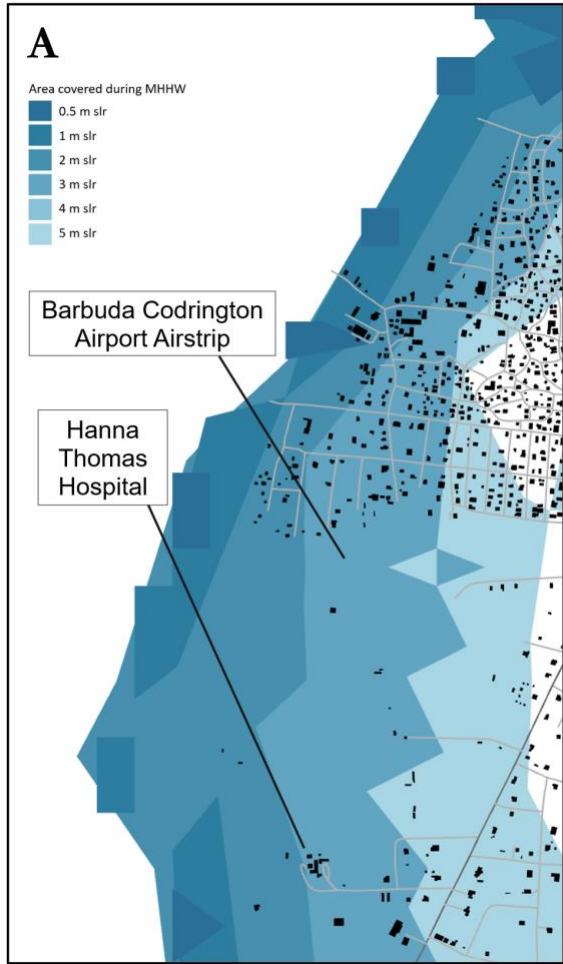 A
Area covered during MHHW
0.5 m slr
1 m slr
2 m slr
3 m slr
4 m slr
5 m slr
Barbuda Codrington
Airport Airstrip
Hanna
Thomas
Hospital